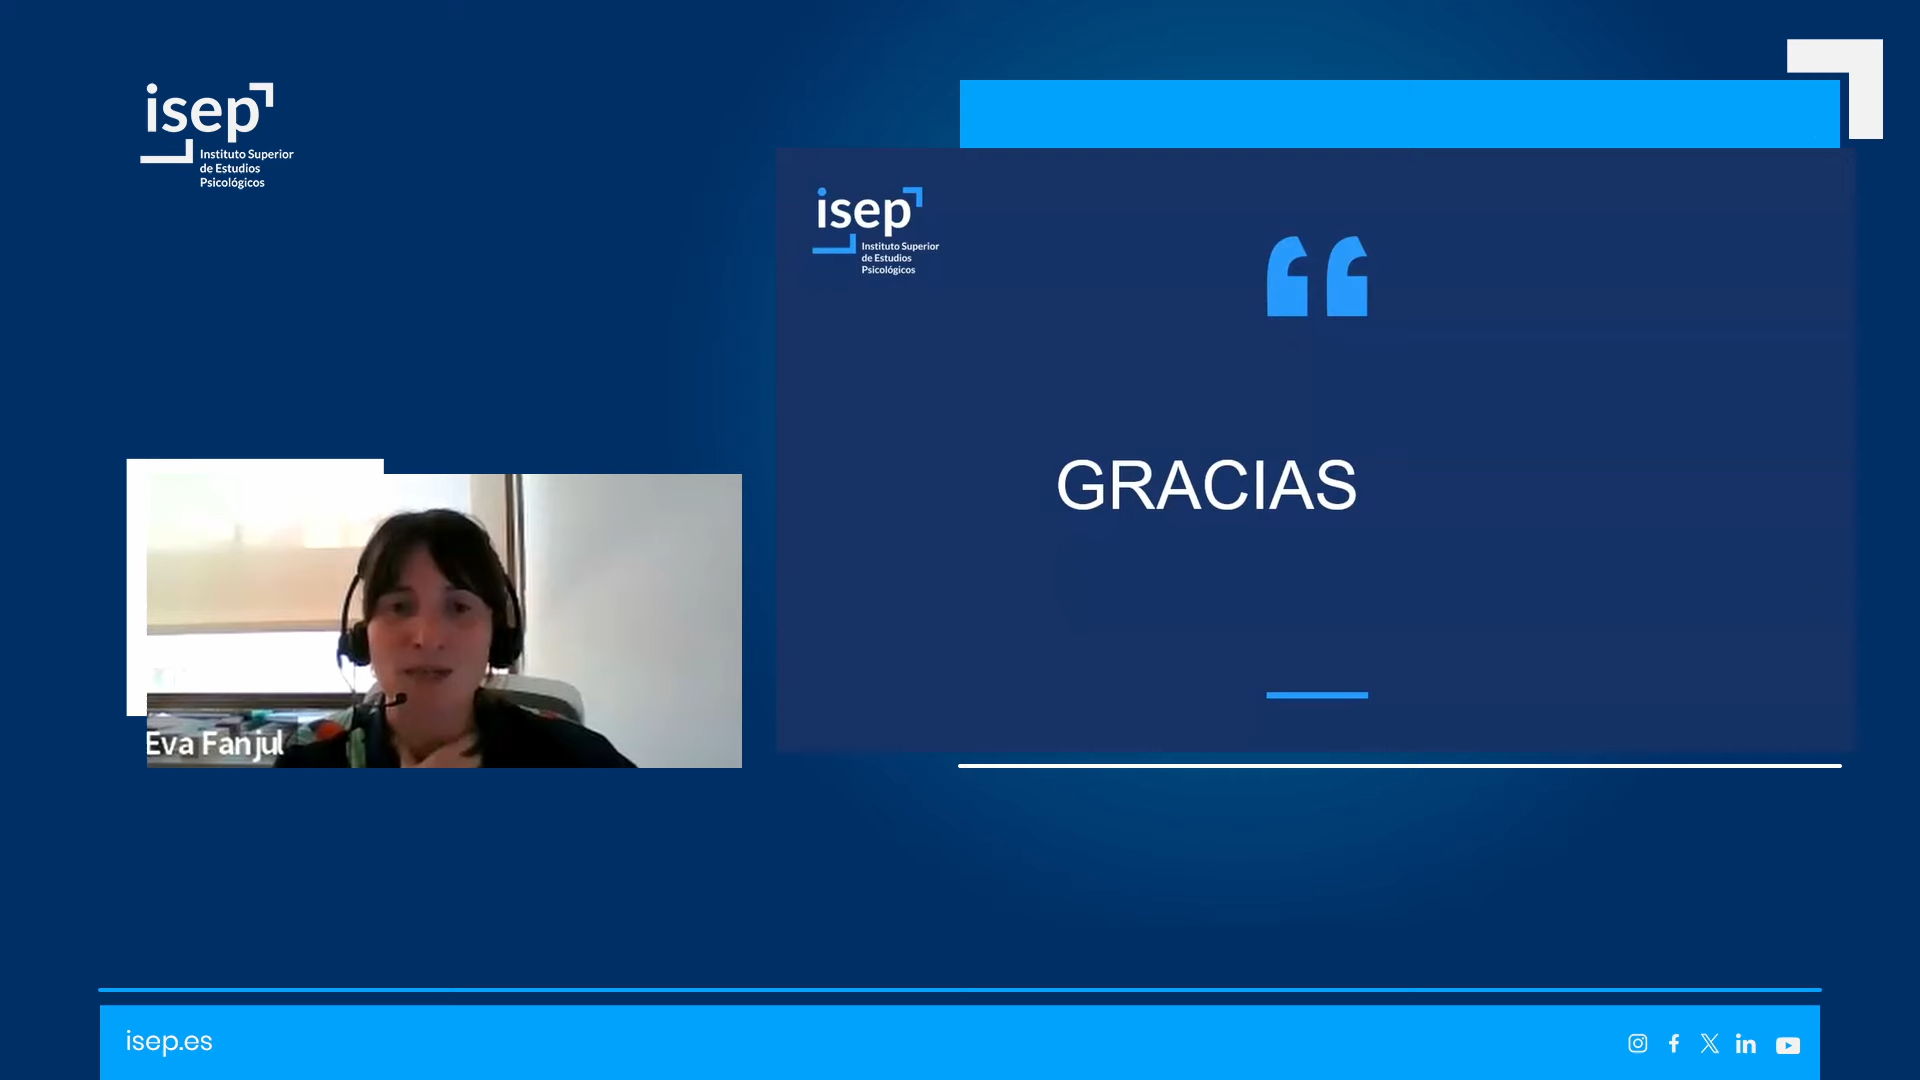 isep
Instituto Superior
de Estudios
Psicológicos
isep
Instituto Superior
de Estudios
Psicológicos
“
GRACIAS
Eva Fanjul
isep.es